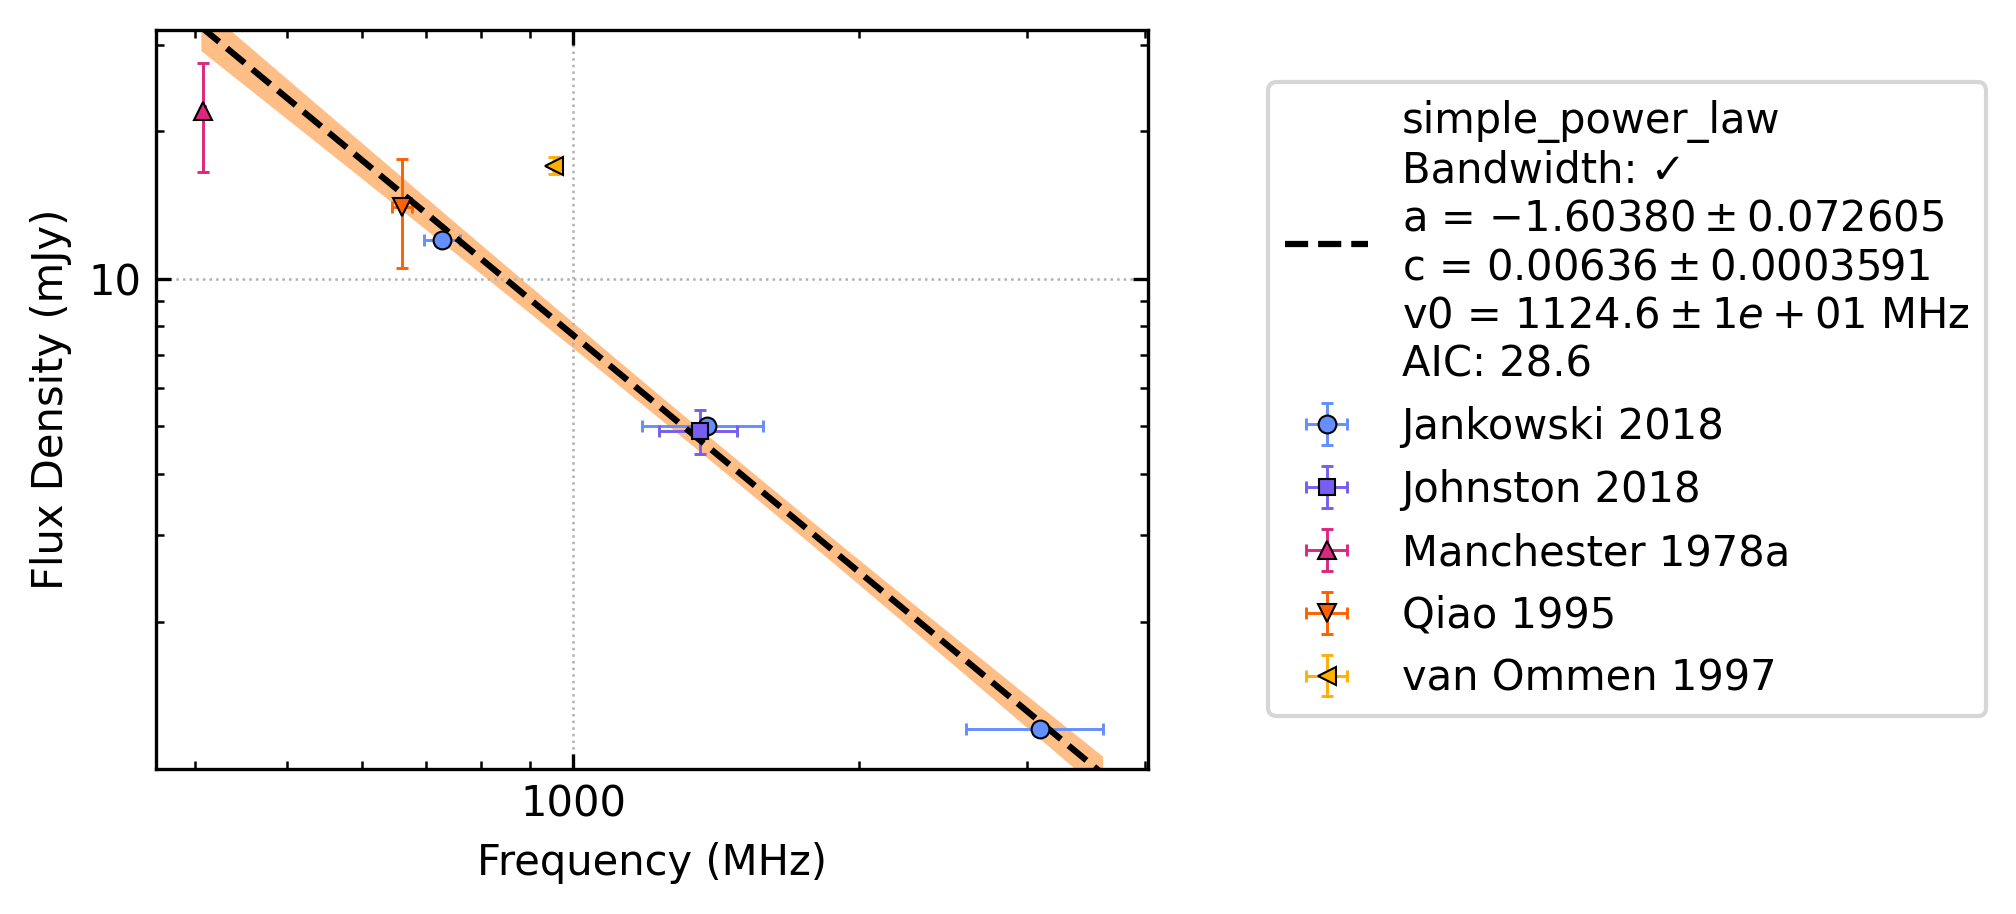 Flux Density (mJy)
10
1000
Frequency (MHz)
simple_power_law
Bandwidth: ✓
a = −1.60380 ± 0.072605
c = 0.00636 ± 0.0003591
v0 = 1124.6 ± 1e + 01 MHz
AIC: 28.6
Jankowski 2018
Johnston 2018
Manchester 1978a
Qiao 1995
van Ommen 1997